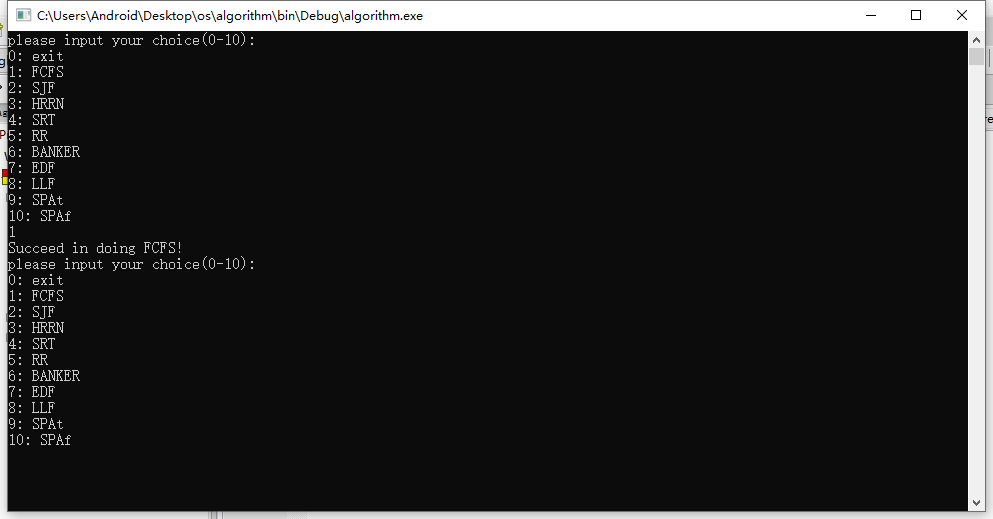 C:\Users\Android\Desktop\os\algorithm\bin\Debug\algorithm.exe
please input your choice(0-10):
0: exit
1: FCFS
2: SJF
3: HRRN
4: SRT
5: RR
6: BANKER
7: EDF
8: LLF
9: SPAt
10: SPAf
1
Succeed in doing FCFS!
please input your choice(0-10):
0: exit
1: FCFS
2: SJF
3: HRRN
4: SRT
5: RR
6: BANKER
7: EDF
8: LLF
9: SPAt
10: SPAf